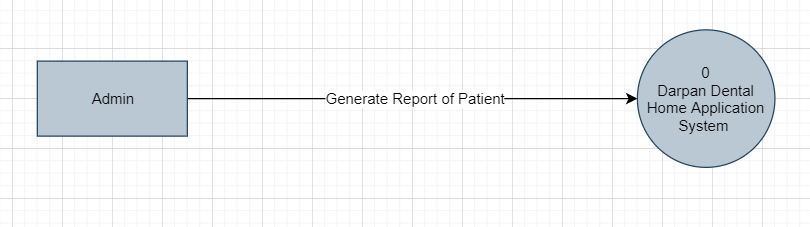 Admin
Generate Report of Patient
0
Darpan Dental
Home Application
System